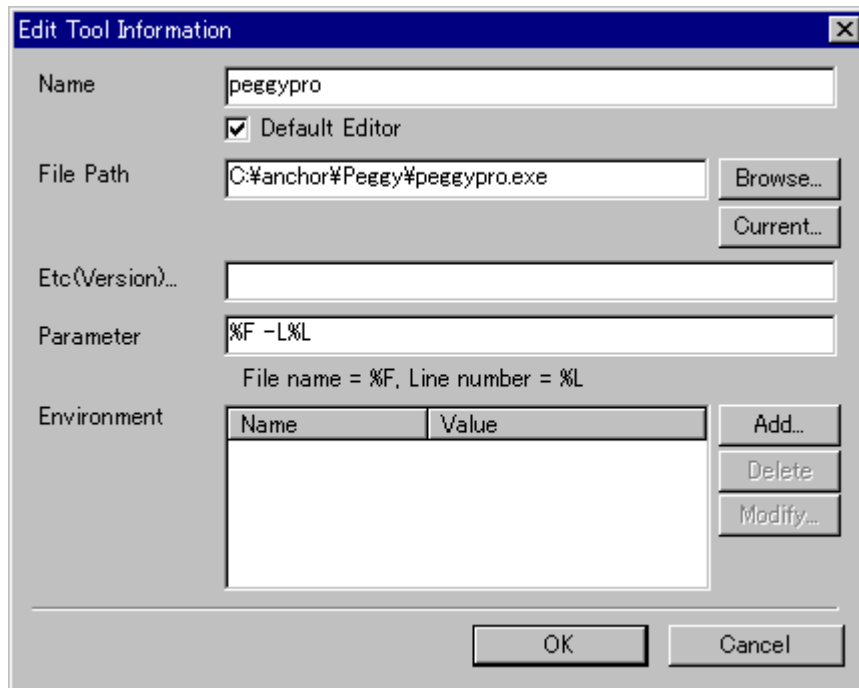 Edit Tool Information
Name
peggypro
Default Editor
File Path
C:¥anchor¥Peggy¥peggypro.exe
Browse...
Current...
Etc(Version)...
Parameter
%F -L%L
File name = %F, Line number = %L
Environment
Name Value
Add...
Delete
Modify...
OK Cancel